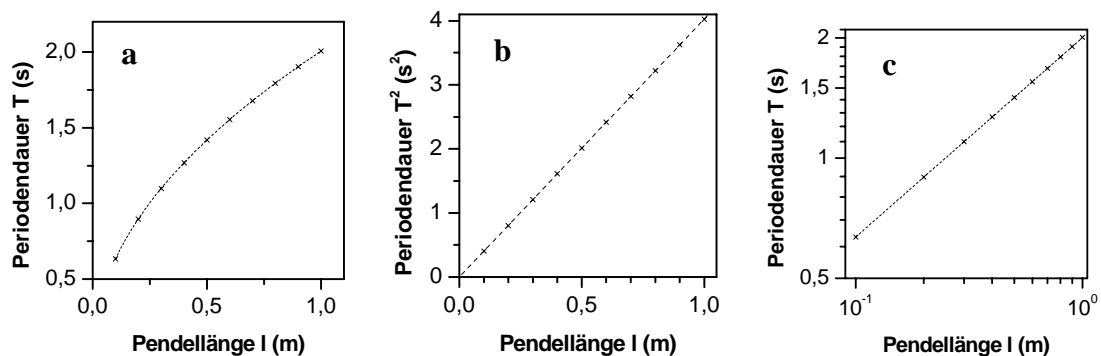 a
Periodendauer T (s)
2,0
1,5
1,0
0,5
0,0
0,5
1,0
Pendellänge l (m)
b
Periodendauer T² (s²)
4
3
2
1
0
0,0
0,5
1,0
Pendellänge l (m)
c
Periodendauer T (s)
2
1,5
1
0,5
10⁻¹
10⁰
Pendellänge l (m)